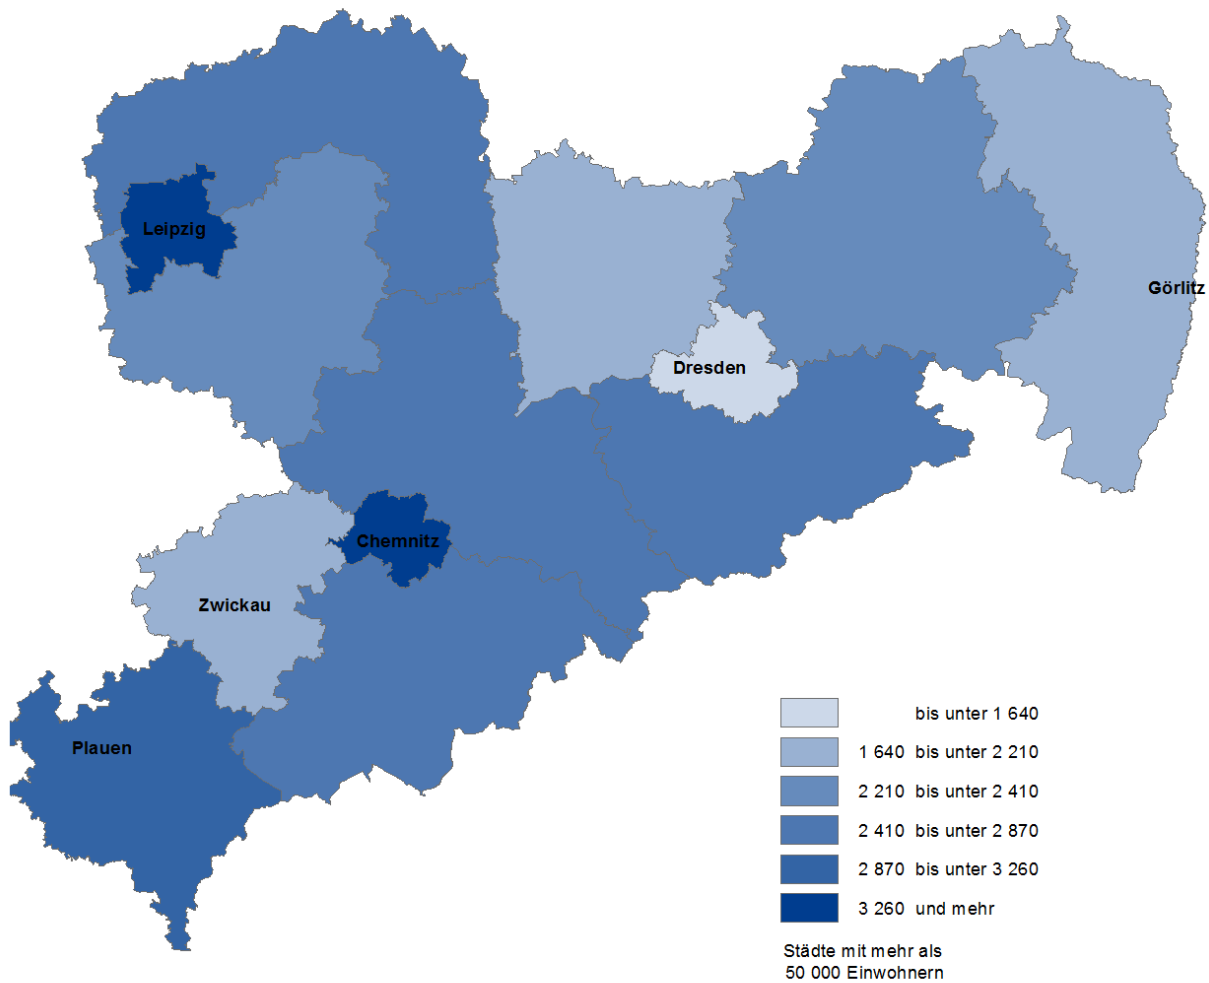 Leipzig
Görlitz
Dresden
Chemnitz
Zwickau
Plauen
bis unter 1 640
1 640 bis unter 2 210
2 210 bis unter 2 410
2 410 bis unter 2 870
2 870 bis unter 3 260
3 260 und mehr
Städte mit mehr als
50 000 Einwohnern